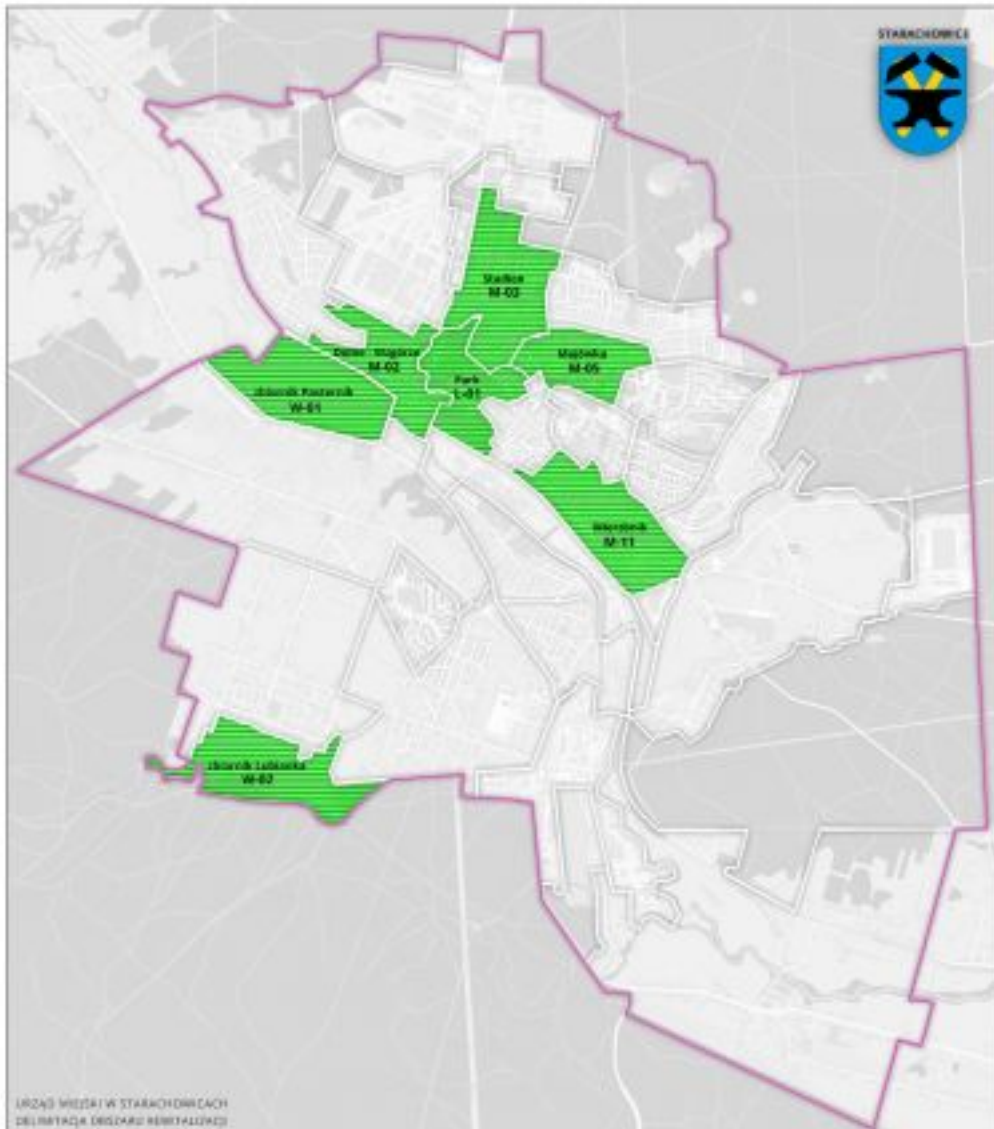 STARACHOWICE
Stadion
M-03
Dolne - Wzgórze
M-02
Majówka
M-05
Park
L-01
Zbiornik Pasternik
W-01
Wierzbnik
M-11
Zbiornik Lubianka
W-02
URZĄD MIEJSKI W STARACHOWICACH
DELIMITACJA OBSZARU REWITALIZACJI